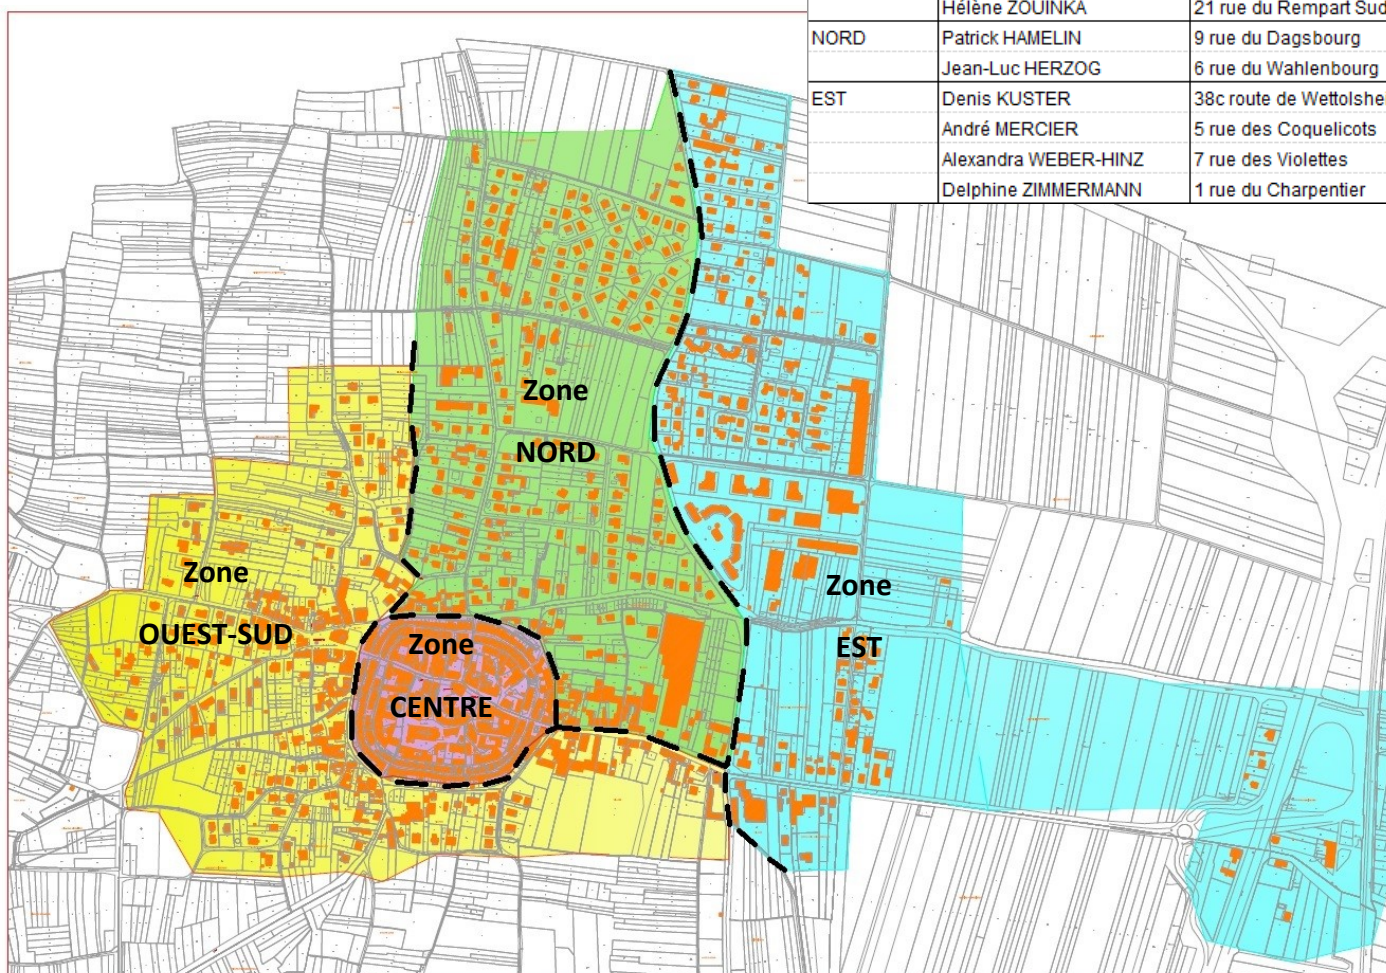 Hélène ZOUINKA 21 rue du Rempart Sud
NORD Patrick HAMELIN 9 rue du Dagsbourg
Jean-Luc HERZOG 6 rue du Wahlenbourg
EST Denis KUSTER 38c route de Wettolshe
André MERCIER 5 rue des Coquelicots
Alexandra WEBER-HINZ 7 rue des Violettes
Delphine ZIMMERMANN 1 rue du Charpentier
Zone
NORD
Zone
OUEST-SUD
Zone
CENTRE
Zone
EST